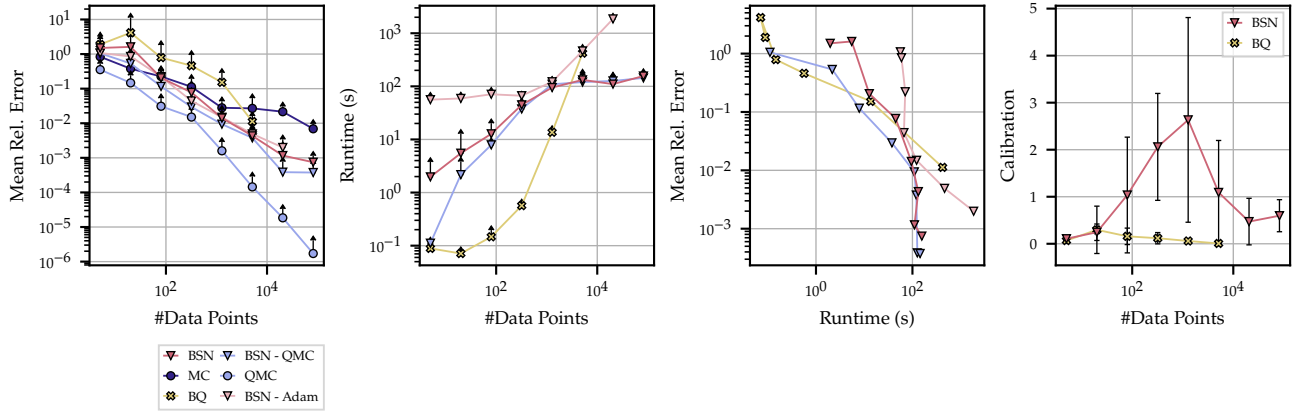 10^1
10^0
10^-1
10^-2
10^-3
10^-4
10^-5
10^-6
Mean Rel. Error
10^2
10^4
#Data Points
10^3
10^2
10^1
10^0
10^-1
Runtime (s)
10^2
10^4
#Data Points
10^0
10^-1
10^-2
10^-3
Mean Rel. Error
10^0
10^2
Runtime (s)
5
4
3
2
1
0
Calibration
BSN
BQ
10^2
10^4
#Data Points
BSN
BSN - QMC
MC
QMC
BQ
BSN - Adam